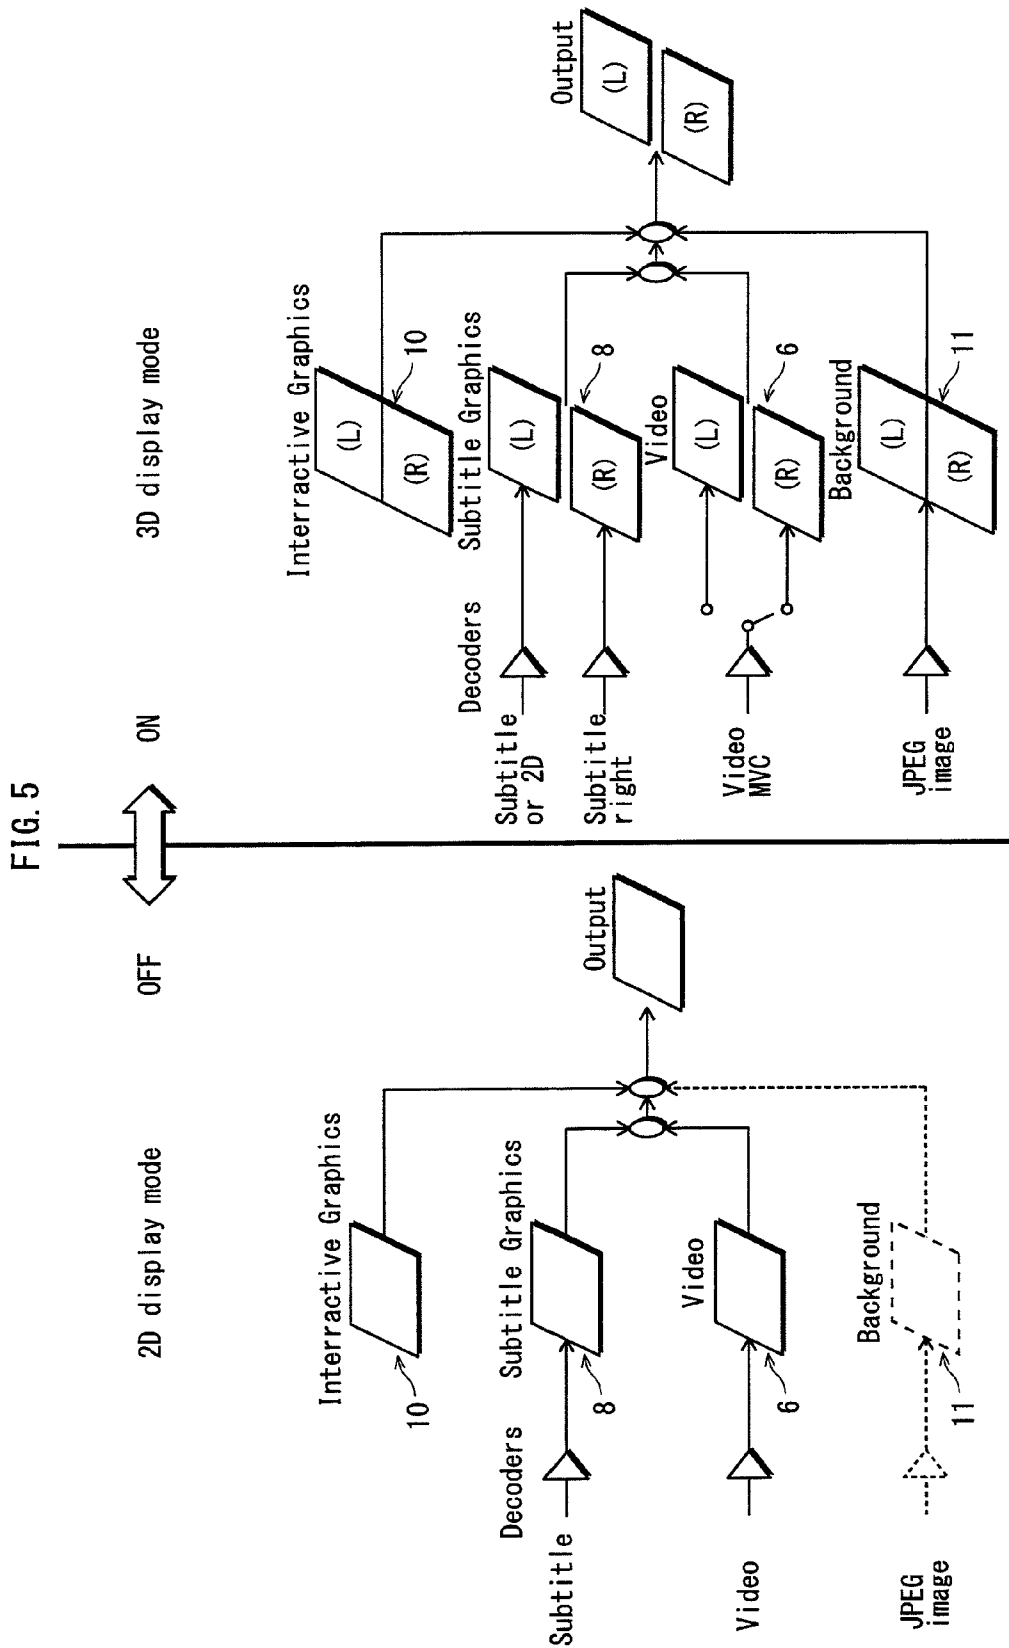 FIG. 5
OFF
ON
2D display mode
Interractive Graphics
10
Decoders
Subtitle Graphics
Subtitle
8
Video
Video
6
Background
JPEG
image
11
Output
3D display mode
Interractive Graphics
(L)
(R)
10
Decoders
Subtitle Graphics
Subtitle
or 2D
(L)
Subtitle
right
(R)
8
Video
Video
MVC
(L)
(R)
6
Background
JPEG
image
(L)
(R)
11
Output
(L)
(R)